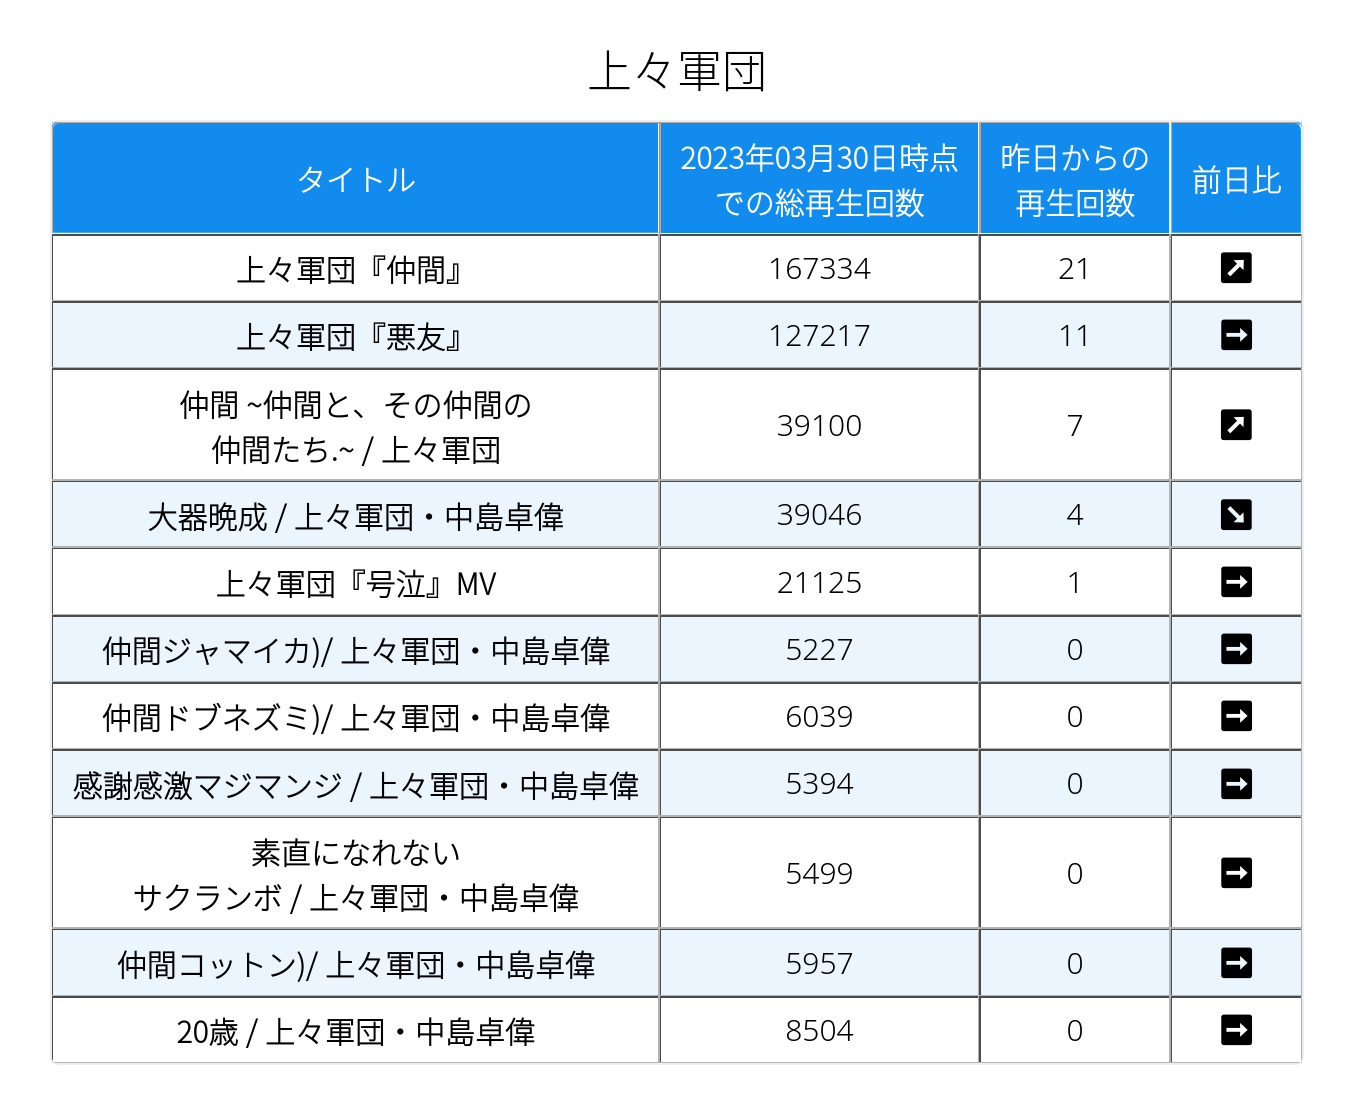 上々軍団
タイトル
2023年03月30日時点
での総再生回数
昨日からの
再生回数
前日比
上々軍団『仲間』
167334
21
上々軍団『悪友』
127217
11
仲間 ~仲間と、その仲間の
仲間たち.~ / 上々軍団
39100
7
大器晩成 / 上々軍団・中島卓偉
39046
4
上々軍団『号泣』MV
21125
1
仲間ジャマイカ)/ 上々軍団・中島卓偉
5227
0
仲間ドブネズミ)/ 上々軍団・中島卓偉
6039
0
感謝感激マジマンジ / 上々軍団・中島卓偉
5394
0
素直になれない
サクランボ / 上々軍団・中島卓偉
5499
0
仲間コットン)/ 上々軍団・中島卓偉
5957
0
20歳 / 上々軍団・中島卓偉
8504
0